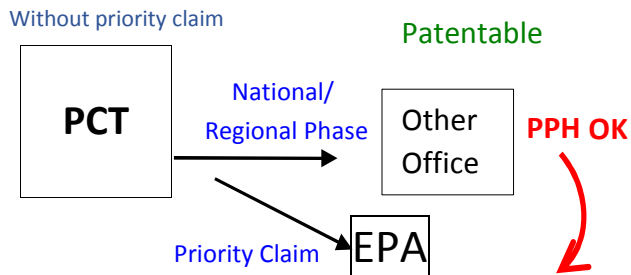 Without priority claim
Patentable
PCT
National/
Regional Phase
Other
Office
PPH OK
Priority Claim
EPA